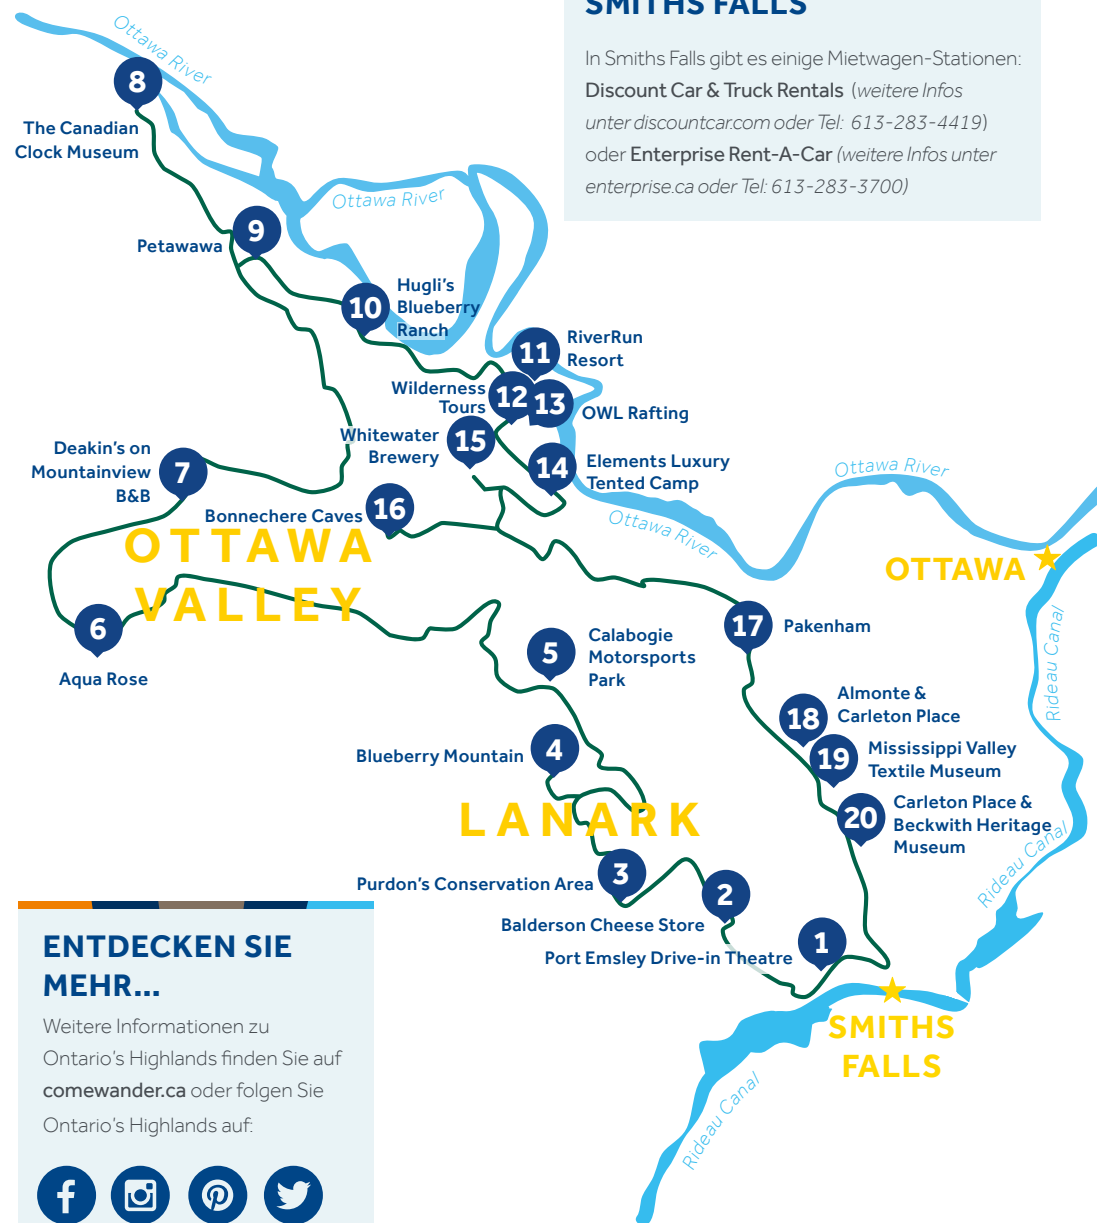 SMITHS FALLS
In Smiths Falls gibt es einige Mietwagen-Stationen:
Discount Car & Truck Rentals (weitere Infos
unter discountcar.com oder Tel: 613-283-4419)
oder Enterprise Rent-A-Car (weitere Infos unter
enterprise.ca oder Tel: 613-283-3700)
Ottawa River
8
The Canadian
Clock Museum
Ottawa River
9
Petawawa
10
Hugli's
Blueberry
Ranch
11
RiverRun
Resort
12
Wilderness
Tours
13
OWL Rafting
15
Whitewater
Brewery
14
Elements Luxury
Tented Camp
7
Deakin's on
Mountainview
B&B
16
Bonnechere Caves
Ottawa River
Ottawa River
OTTAWA
VALLEY
OTTAWA
6
Aqua Rose
5
Calabogie
Motorsports
Park
17
Pakenham
Rideau Canal
18
Almonte &
Carleton Place
4
Blueberry Mountain
19
Mississippi Valley
Textile Museum
LANARK
20
Carleton Place &
Beckwith Heritage
Museum
Rideau Canal
3
Purdon's Conservation Area
2
Balderson Cheese Store
1
Port Emsley Drive-in Theatre
SMITHS
FALLS
Rideau Canal
ENTDECKEN SIE
MEHR...
Weitere Informationen zu
Ontario's Highlands finden Sie auf
comewander.ca oder folgen Sie
Ontario's Highlands auf: